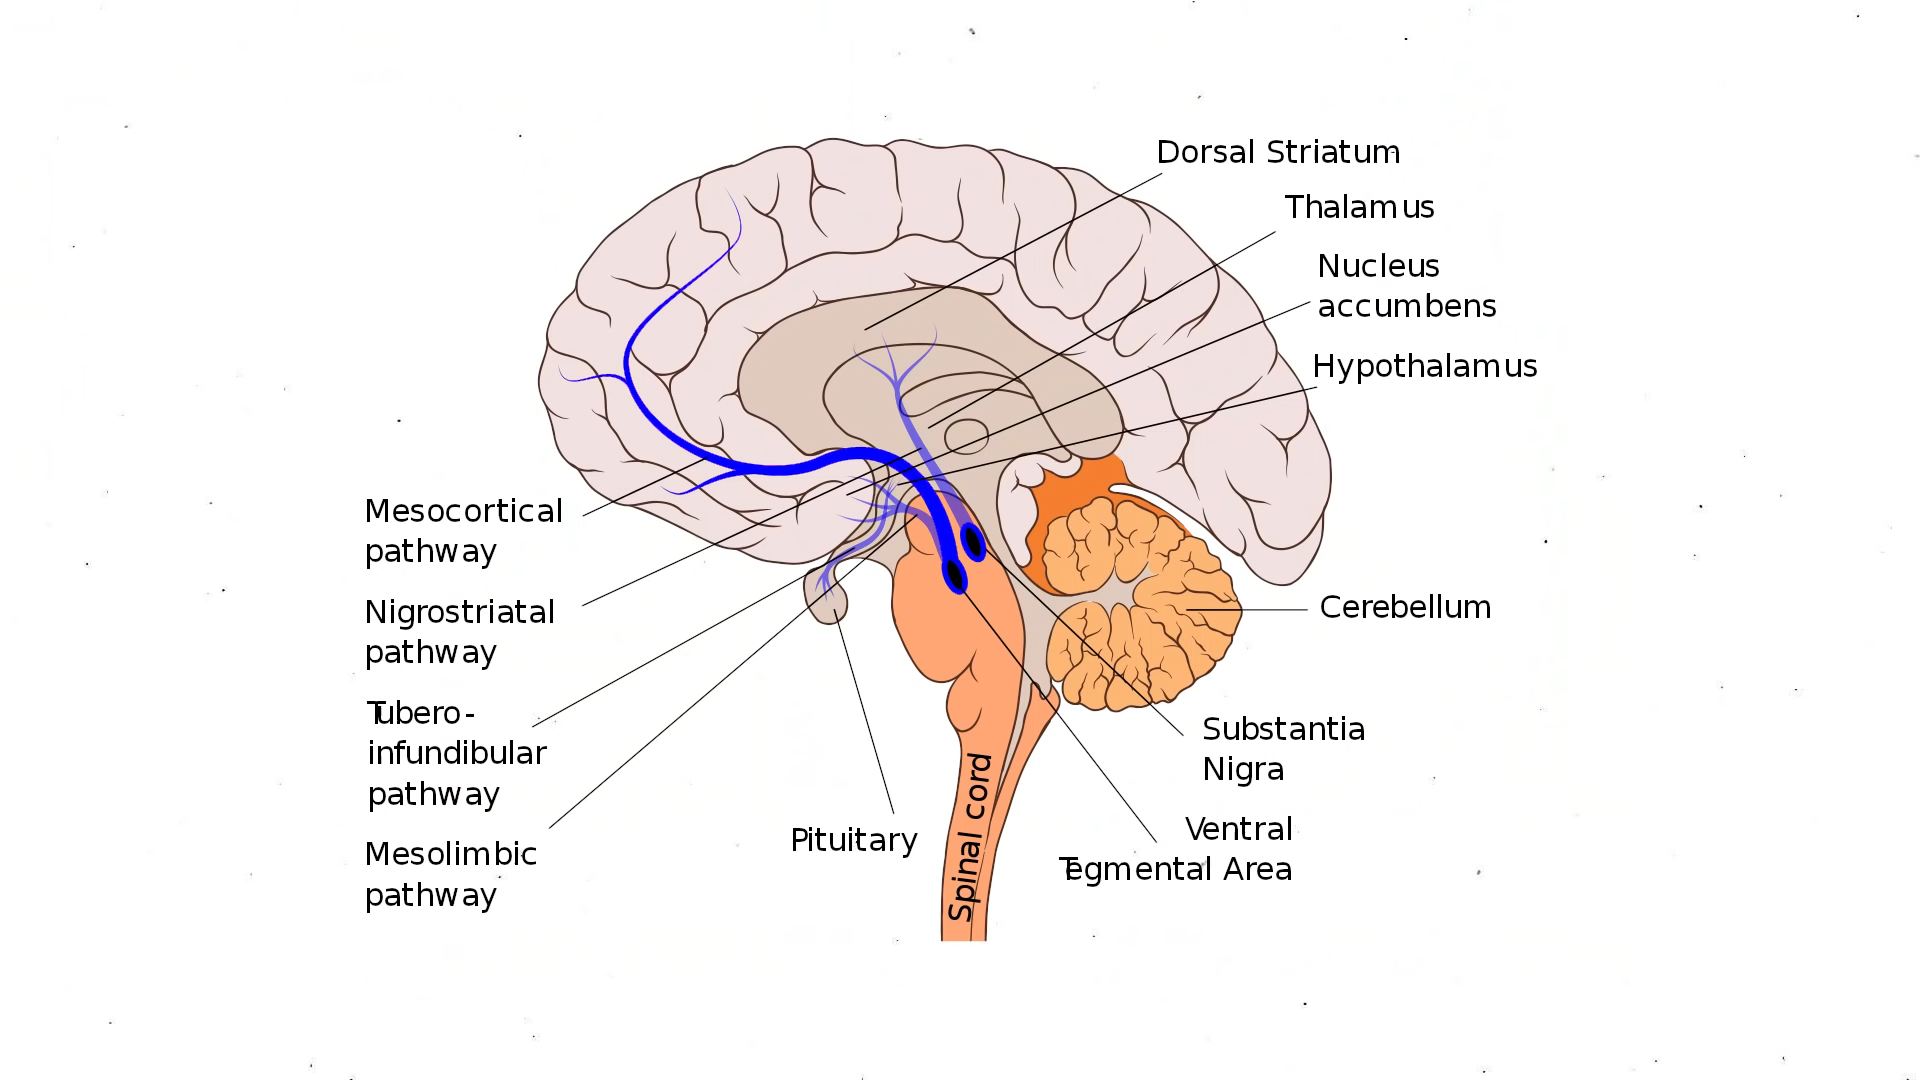 Dorsal Striatum
Thalamus
Nucleus
accumbens
Hypothalamus
Mesocortical
pathway
Nigrostriatal
pathway
Tubero-
infundibular
pathway
Mesolimbic
pathway
Pituitary
Spinal cord
Cerebellum
Substantia
Nigra
Ventral
Tegmental Area